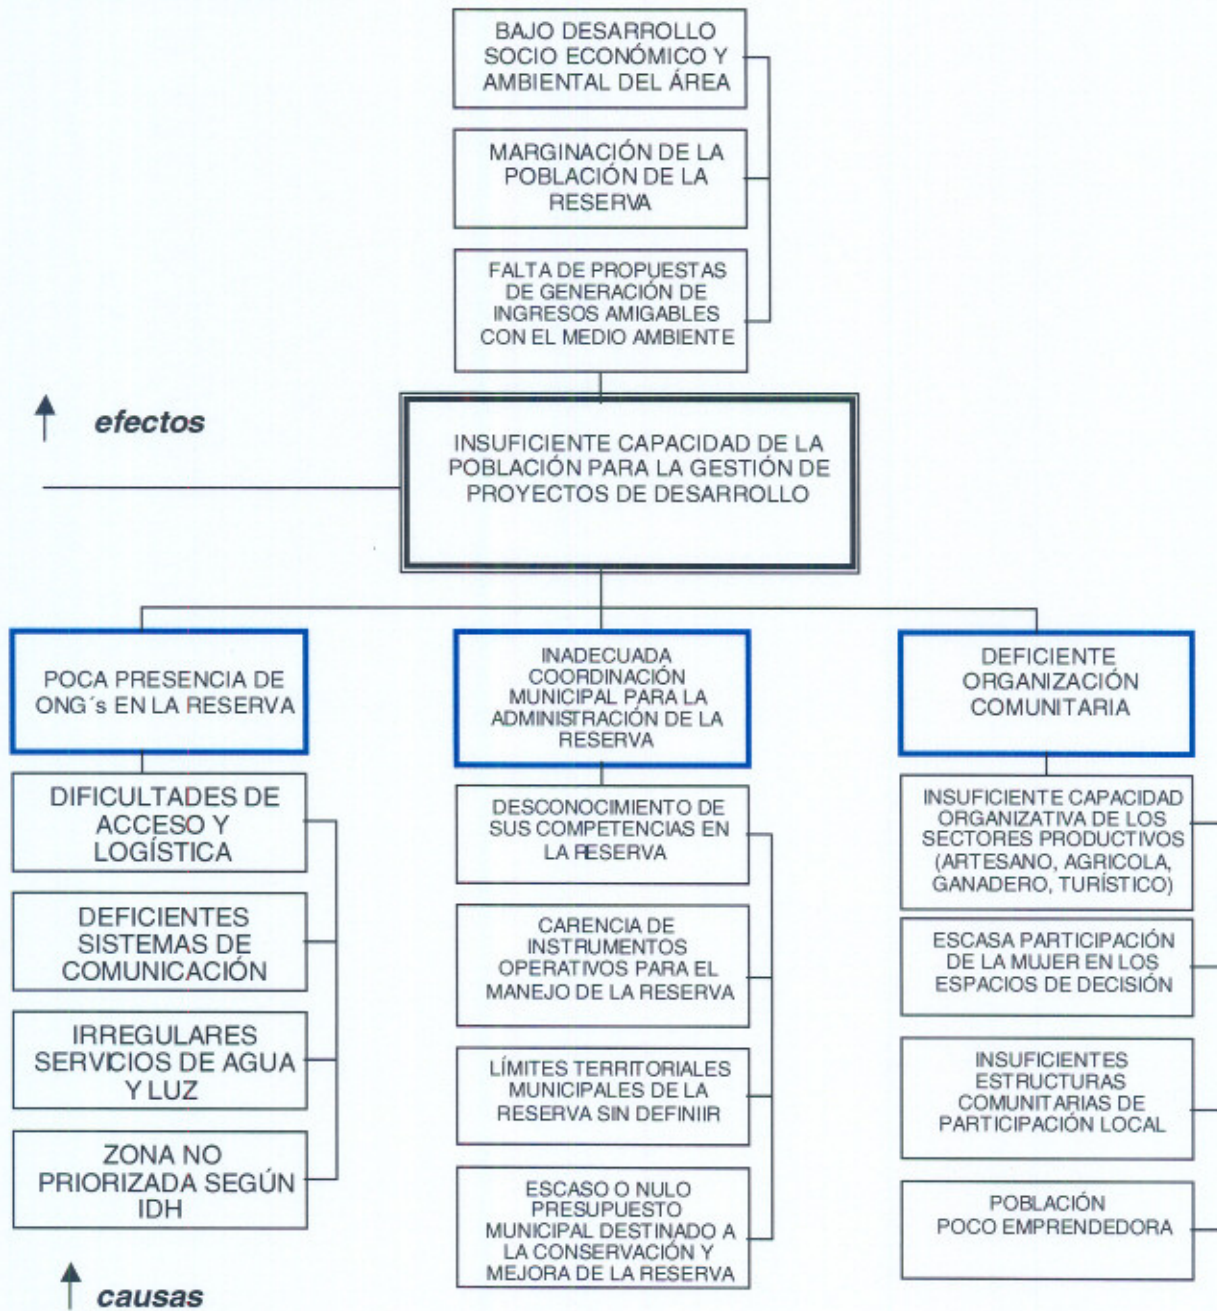 BAJO DESARROLLO
SOCIO ECONÓMICO Y
AMBIENTAL DEL ÁREA
MARGINACIÓN DE LA
POBLACIÓN DE LA
RESERVA
FALTA DE PROPUESTAS
DE GENERACIÓN DE
INGRESOS AMIGABLES
CON EL MEDIO AMBIENTE
efectos
INSUFICIENTE CAPACIDAD DE LA
POBLACIÓN PARA LA GESTIÓN DE
PROYECTOS DE DESARROLLO
POCA PRESENCIA DE
ONG´s EN LA RESERVA
DIFICULTADES DE
ACCESO Y
LOGÍSTICA
DEFICIENTES
SISTEMAS DE
COMUNICACIÓN
IRREGULARES
SERVICIOS DE AGUA
Y LUZ
ZONA NO
PRIORIZADA SEGÚN
IDH
INADECUADA
COORDINACIÓN
MUNICIPAL PARA LA
ADMINISTRACIÓN DE LA
RESERVA
DESCONOCIMIENTO DE
SUS COMPETENCIAS EN
LA RESERVA
CARENCIA DE
INSTRUMENTOS
OPERATIVOS PARA EL
MANEJO DE LA RESERVA
LÍMITES TERRITORIALES
MUNICIPALES DE LA
RESERVA SIN DEFINIIR
ESCASO O NULO
PRESUPUESTO
MUNICIPAL DESTINADO A
LA CONSERVACIÓN Y
MEJORA DE LA RESERVA
DEFICIENTE
ORGANIZACIÓN
COMUNITARIA
INSUFICIENTE CAPACIDAD
ORGANIZATIVA DE LOS
SECTORES PRODUCTIVOS
(ARTESANO, AGRICOLA,
GANADERO, TURÍSTICO)
ESCASA PARTICIPACIÓN
DE LA MUJER EN LOS
ESPACIOS DE DECISIÓN
INSUFICIENTES
ESTRUCTURAS
COMUNITARIAS DE
PARTICIPACIÓN LOCAL
POBLACIÓN
POCO EMPRENDEDORA
causas